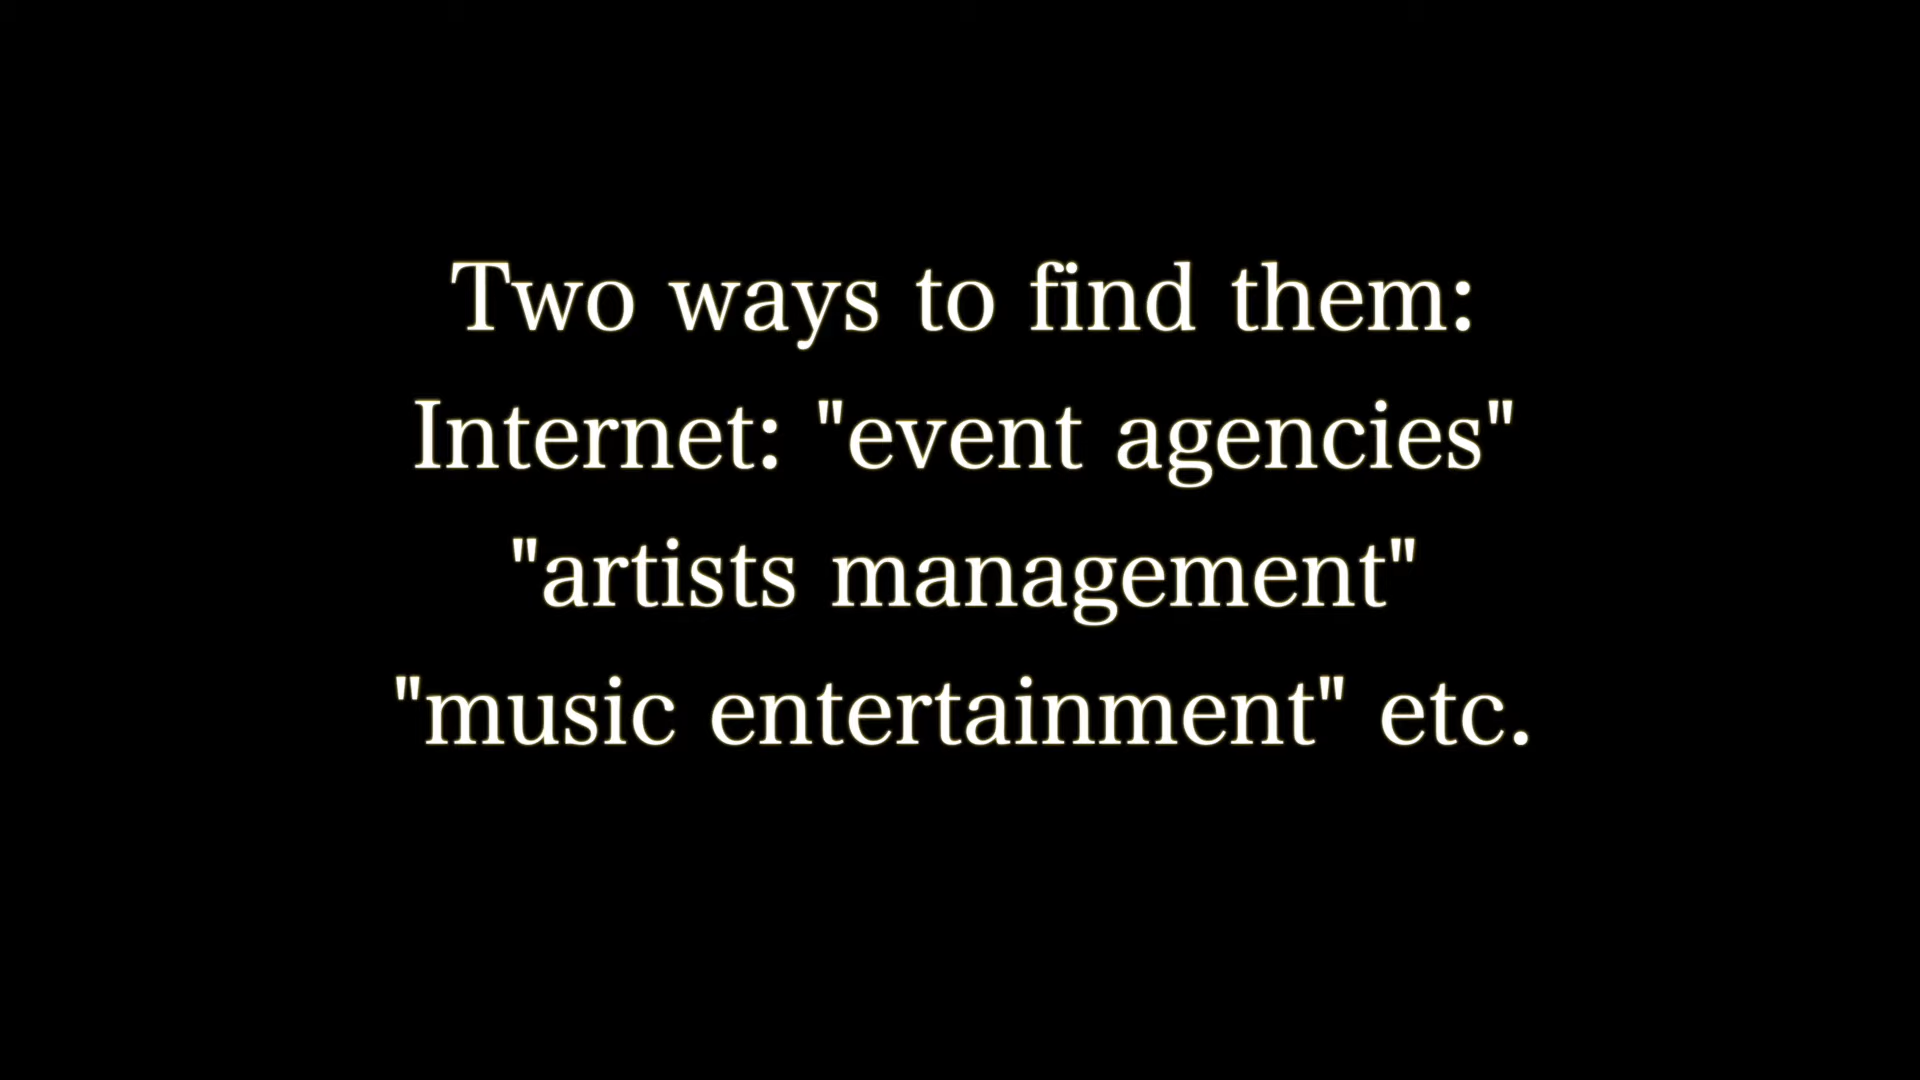 Two ways to find them:
Internet: "event agencies"
"artists management"
"music entertainment" etc.